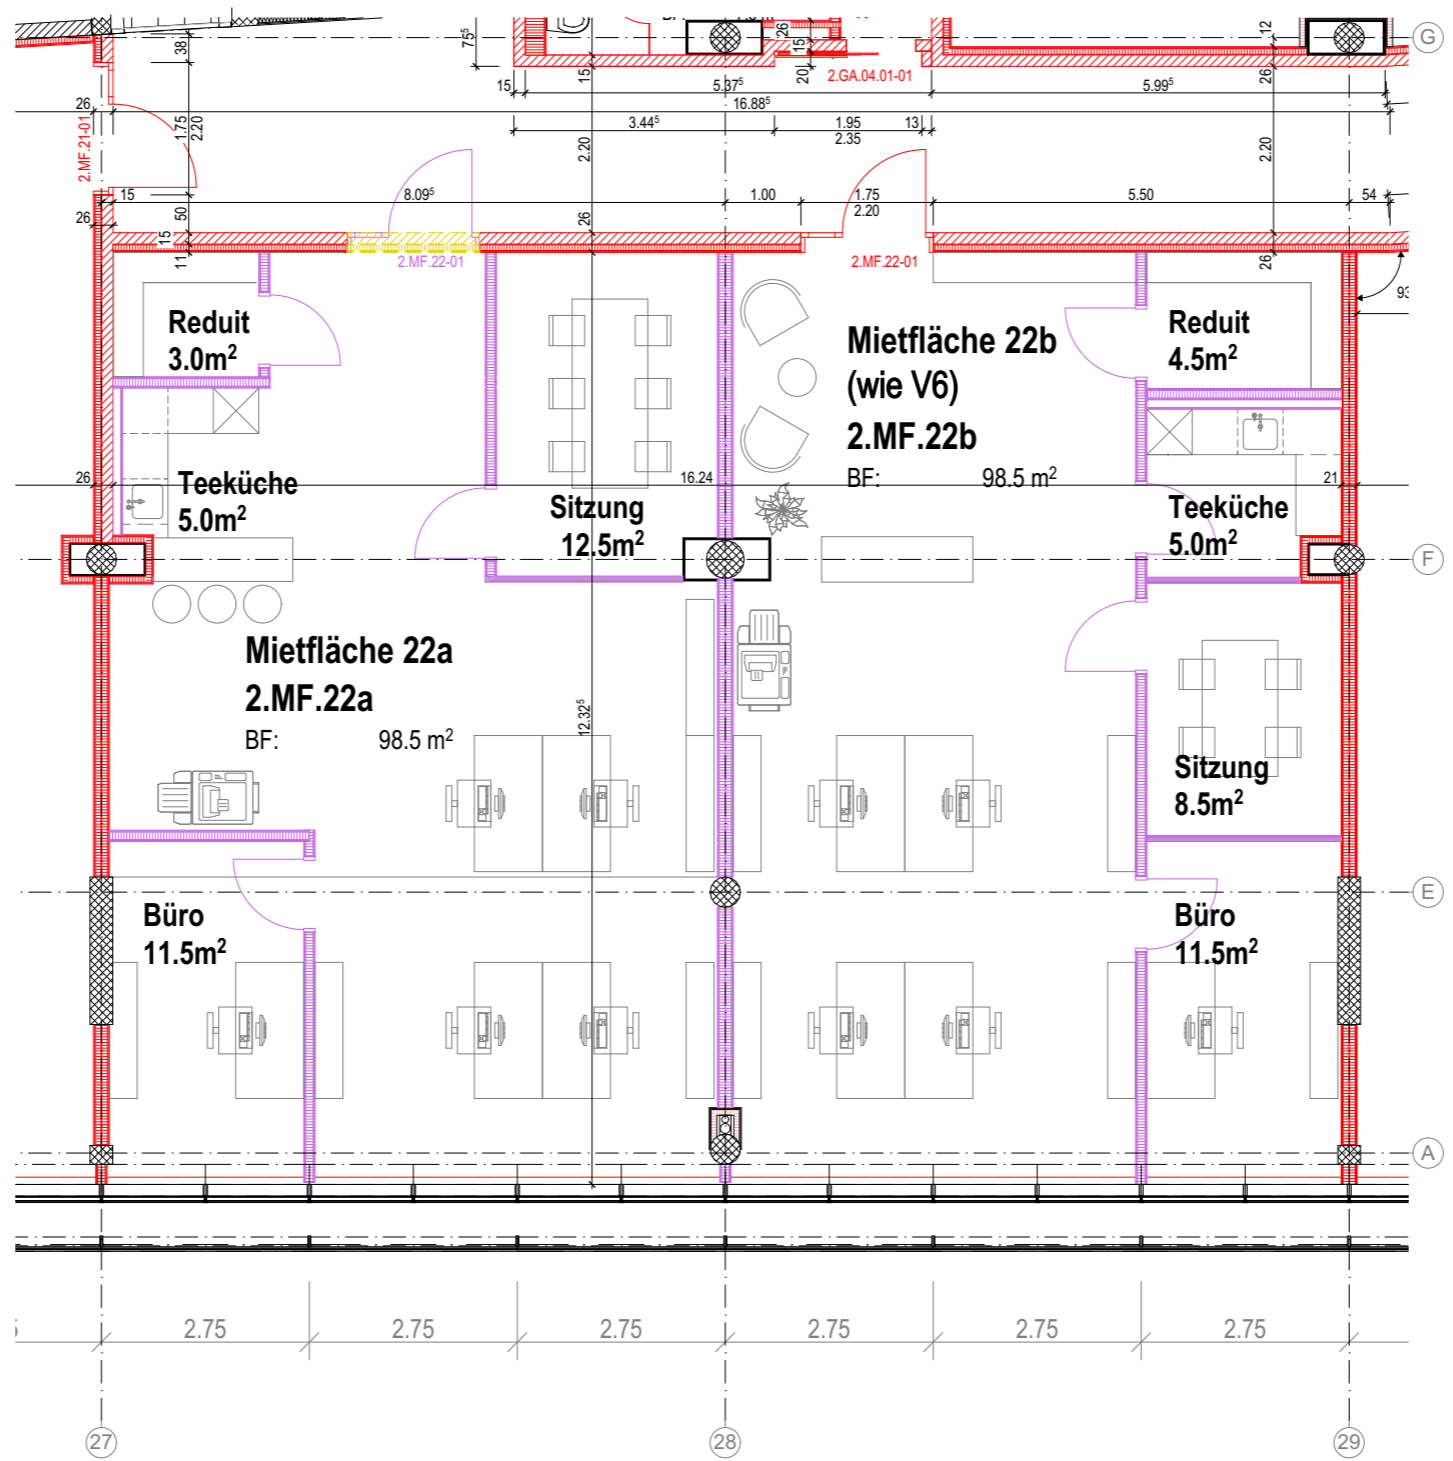 G
12
38
75⁵
15
26
15
20
2.GA.04.01-01
26
15
5.37⁵
5.99⁵
16.88⁵
26
2.MF.21-01
1.75
2.20
3.44⁵
1.95
2.35
13
2.20
2.20
15
8.09⁵
1.00
1.75
2.20
5.50
54
26
50
15
11
26
26
2.MF.22-01
2.MF.22-01
93
Reduit
3.0m²
Mietfläche 22b
(wie V6)
2.MF.22b
BF: 98.5 m²
Reduit
4.5m²
26
16.24
21
Teeküche
5.0m²
Sitzung
12.5m²
Teeküche
5.0m²
F
Mietfläche 22a
2.MF.22a
BF: 98.5 m²
12.32⁵
Sitzung
8.5m²
E
Büro
11.5m²
Büro
11.5m²
A
2.75
2.75
2.75
2.75
2.75
2.75
27
28
29